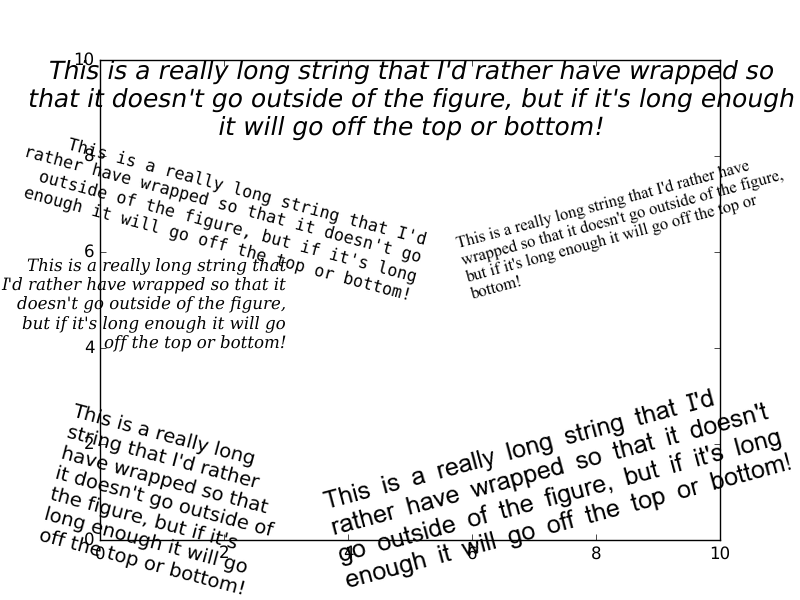 10
This is a really long string that I'd rather have wrapped so
that it doesn't go outside of the figure, but if it's long enough
it will go off the top or bottom!
8
This is a really long string that I'd
rather have wrapped so that it doesn't go
outside of the figure, but if it's long
enough it will go off the top or bottom!
This is a really long string that I'd rather have
wrapped so that it doesn't go outside of the figure,
but if it's long enough it will go off the top or
bottom!
6
This is a really long string that
I'd rather have wrapped so that it
doesn't go outside of the figure,
but if it's long enough it will go
off the top or bottom!
4
This is a really long
string that I'd rather
have wrapped so that
it doesn't go outside of
the figure, but if it's
long enough it will go
off the top or bottom!
2
This is a really long string that I'd
rather have wrapped so that it doesn't
go outside of the figure, but if it's long
enough it will go off the top or bottom!
0
0 2 4 6 8 10